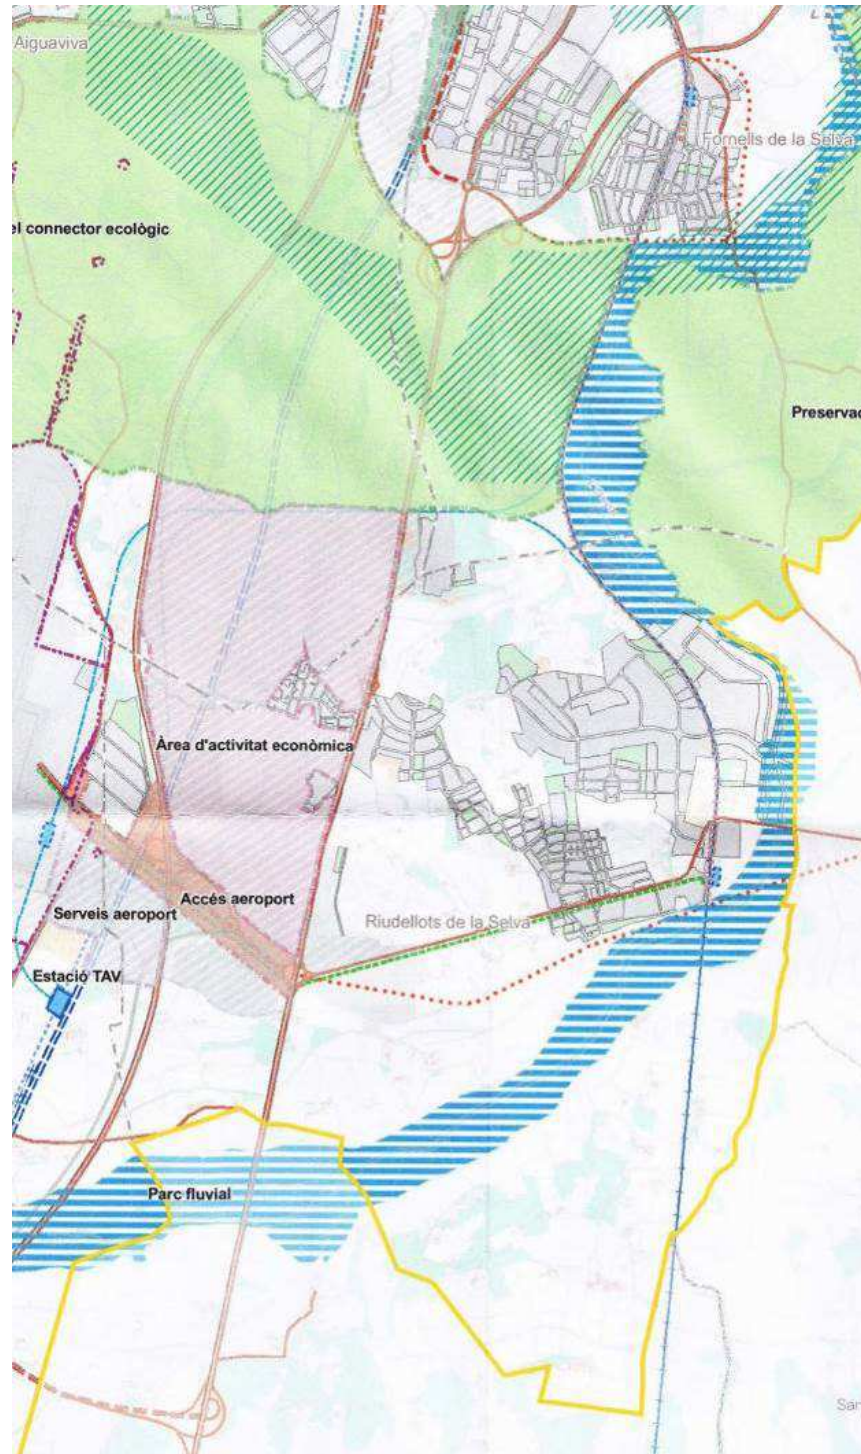 Aiguaviva
Fornells de la Selva
el connector ecològic
Preservac
Àrea d'activitat econòmica
Accés aeroport
Serveis aeroport
Riudellots de la Selva
Estació TAV
Parc fluvial
San